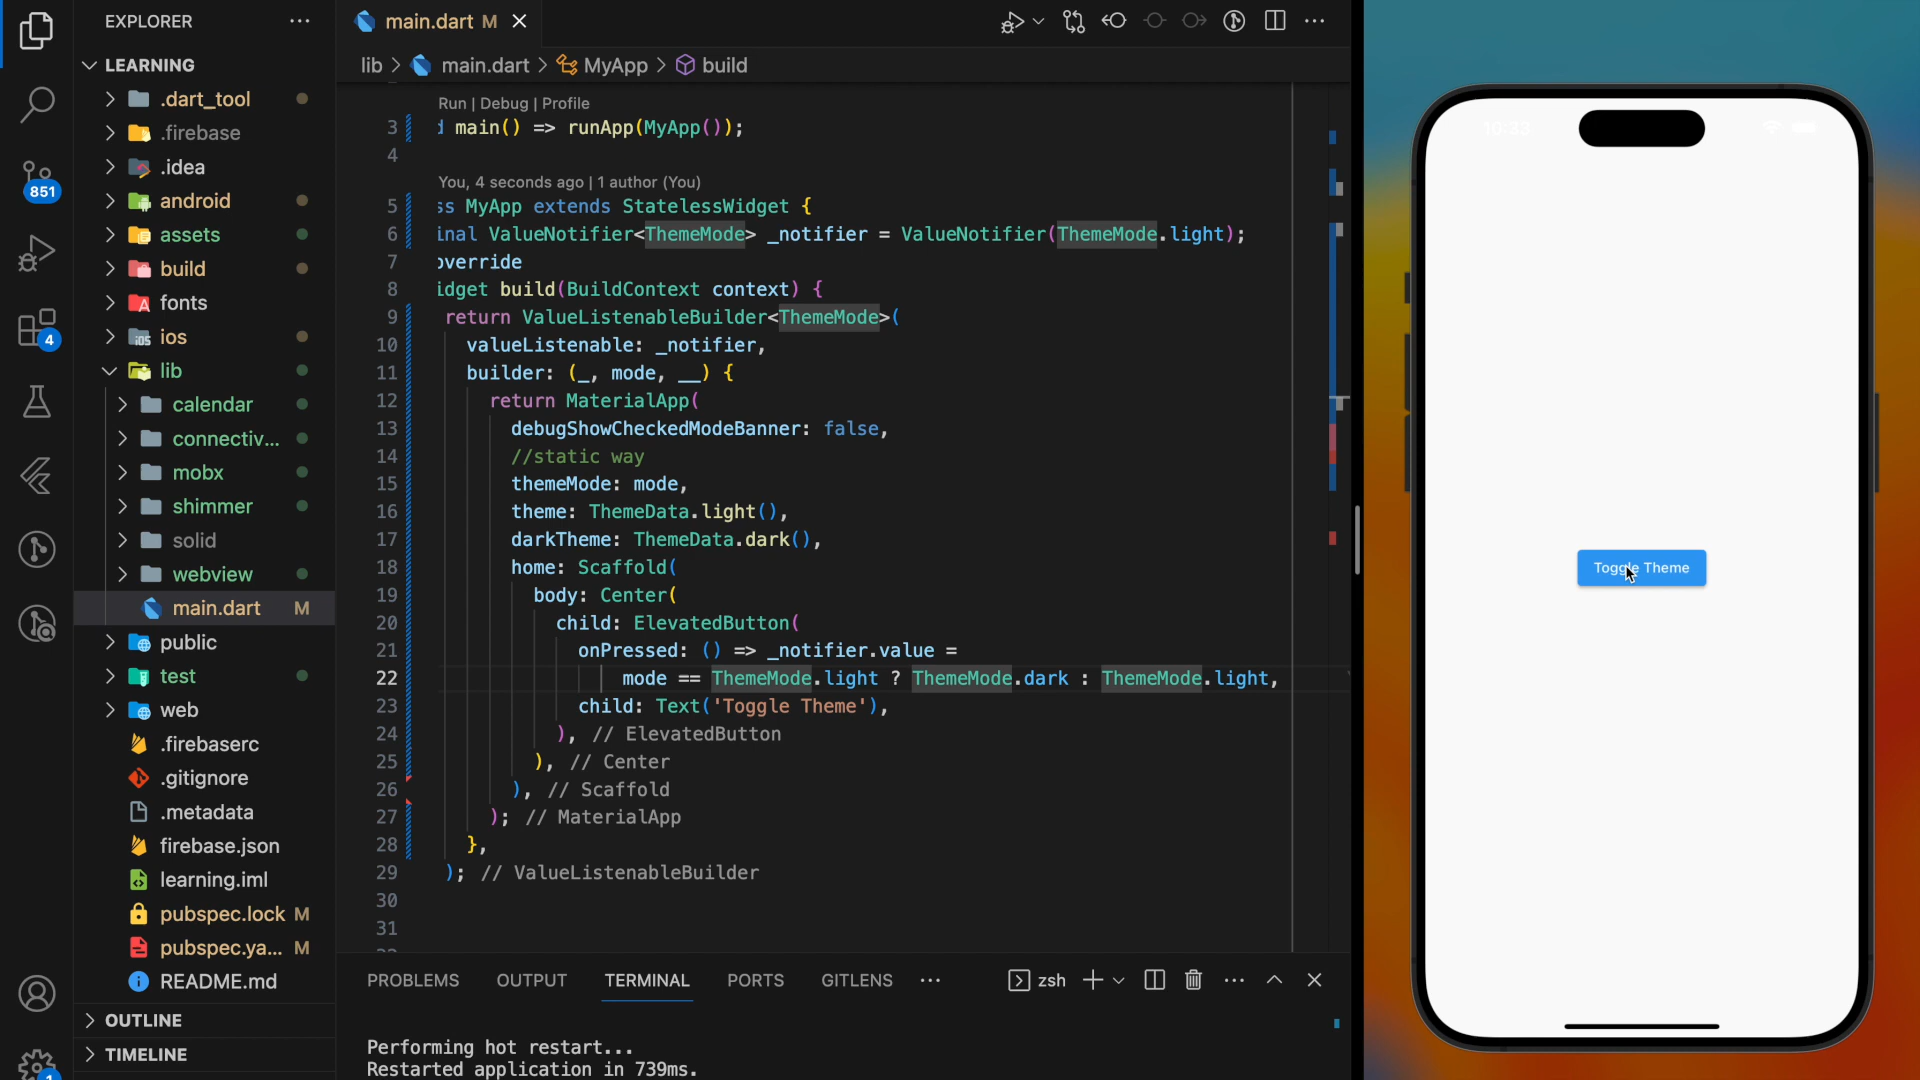 EXPLORER
LEARNING
.dart_tool
.firebase
.idea
android
assets
build
fonts
ios
lib
calendar
connectiv...
mobx
shimmer
solid
webview
main.dart M
public
test
web
.firebaserc
.gitignore
.metadata
firebase.json
learning.iml
pubspec.lock M
pubspec.ya... M
README.md
OUTLINE
TIMELINE
851
4
1
main.dart M
lib > main.dart > MyApp > build
Run | Debug | Profile
3 d main() => runApp(MyApp());
4
You, 4 seconds ago | 1 author (You)
5 ss MyApp extends StatelessWidget {
6 inal ValueNotifier<ThemeMode> _notifier = ValueNotifier(ThemeMode.light);
7 override
8 idget build(BuildContext context) {
9 return ValueListenableBuilder<ThemeMode>(
10 valueListenable: _notifier,
11 builder: (_, mode, __) {
12 return MaterialApp(
13 debugShowCheckedModeBanner: false,
14 //static way
15 themeMode: mode,
16 theme: ThemeData.light(),
17 darkTheme: ThemeData.dark(),
18 home: Scaffold(
19 body: Center(
20 child: ElevatedButton(
21 onPressed: () => _notifier.value =
22 mode == ThemeMode.light ? ThemeMode.dark : ThemeMode.light,
23 child: Text('Toggle Theme'),
24 ), // ElevatedButton
25 ), // Center
26 ), // Scaffold
27 ); // MaterialApp
28 },
29 ); // ValueListenableBuilder
30
31
PROBLEMS OUTPUT TERMINAL PORTS GITLENS zsh
Performing hot restart...
Restarted application in 739ms.
Toggle Theme